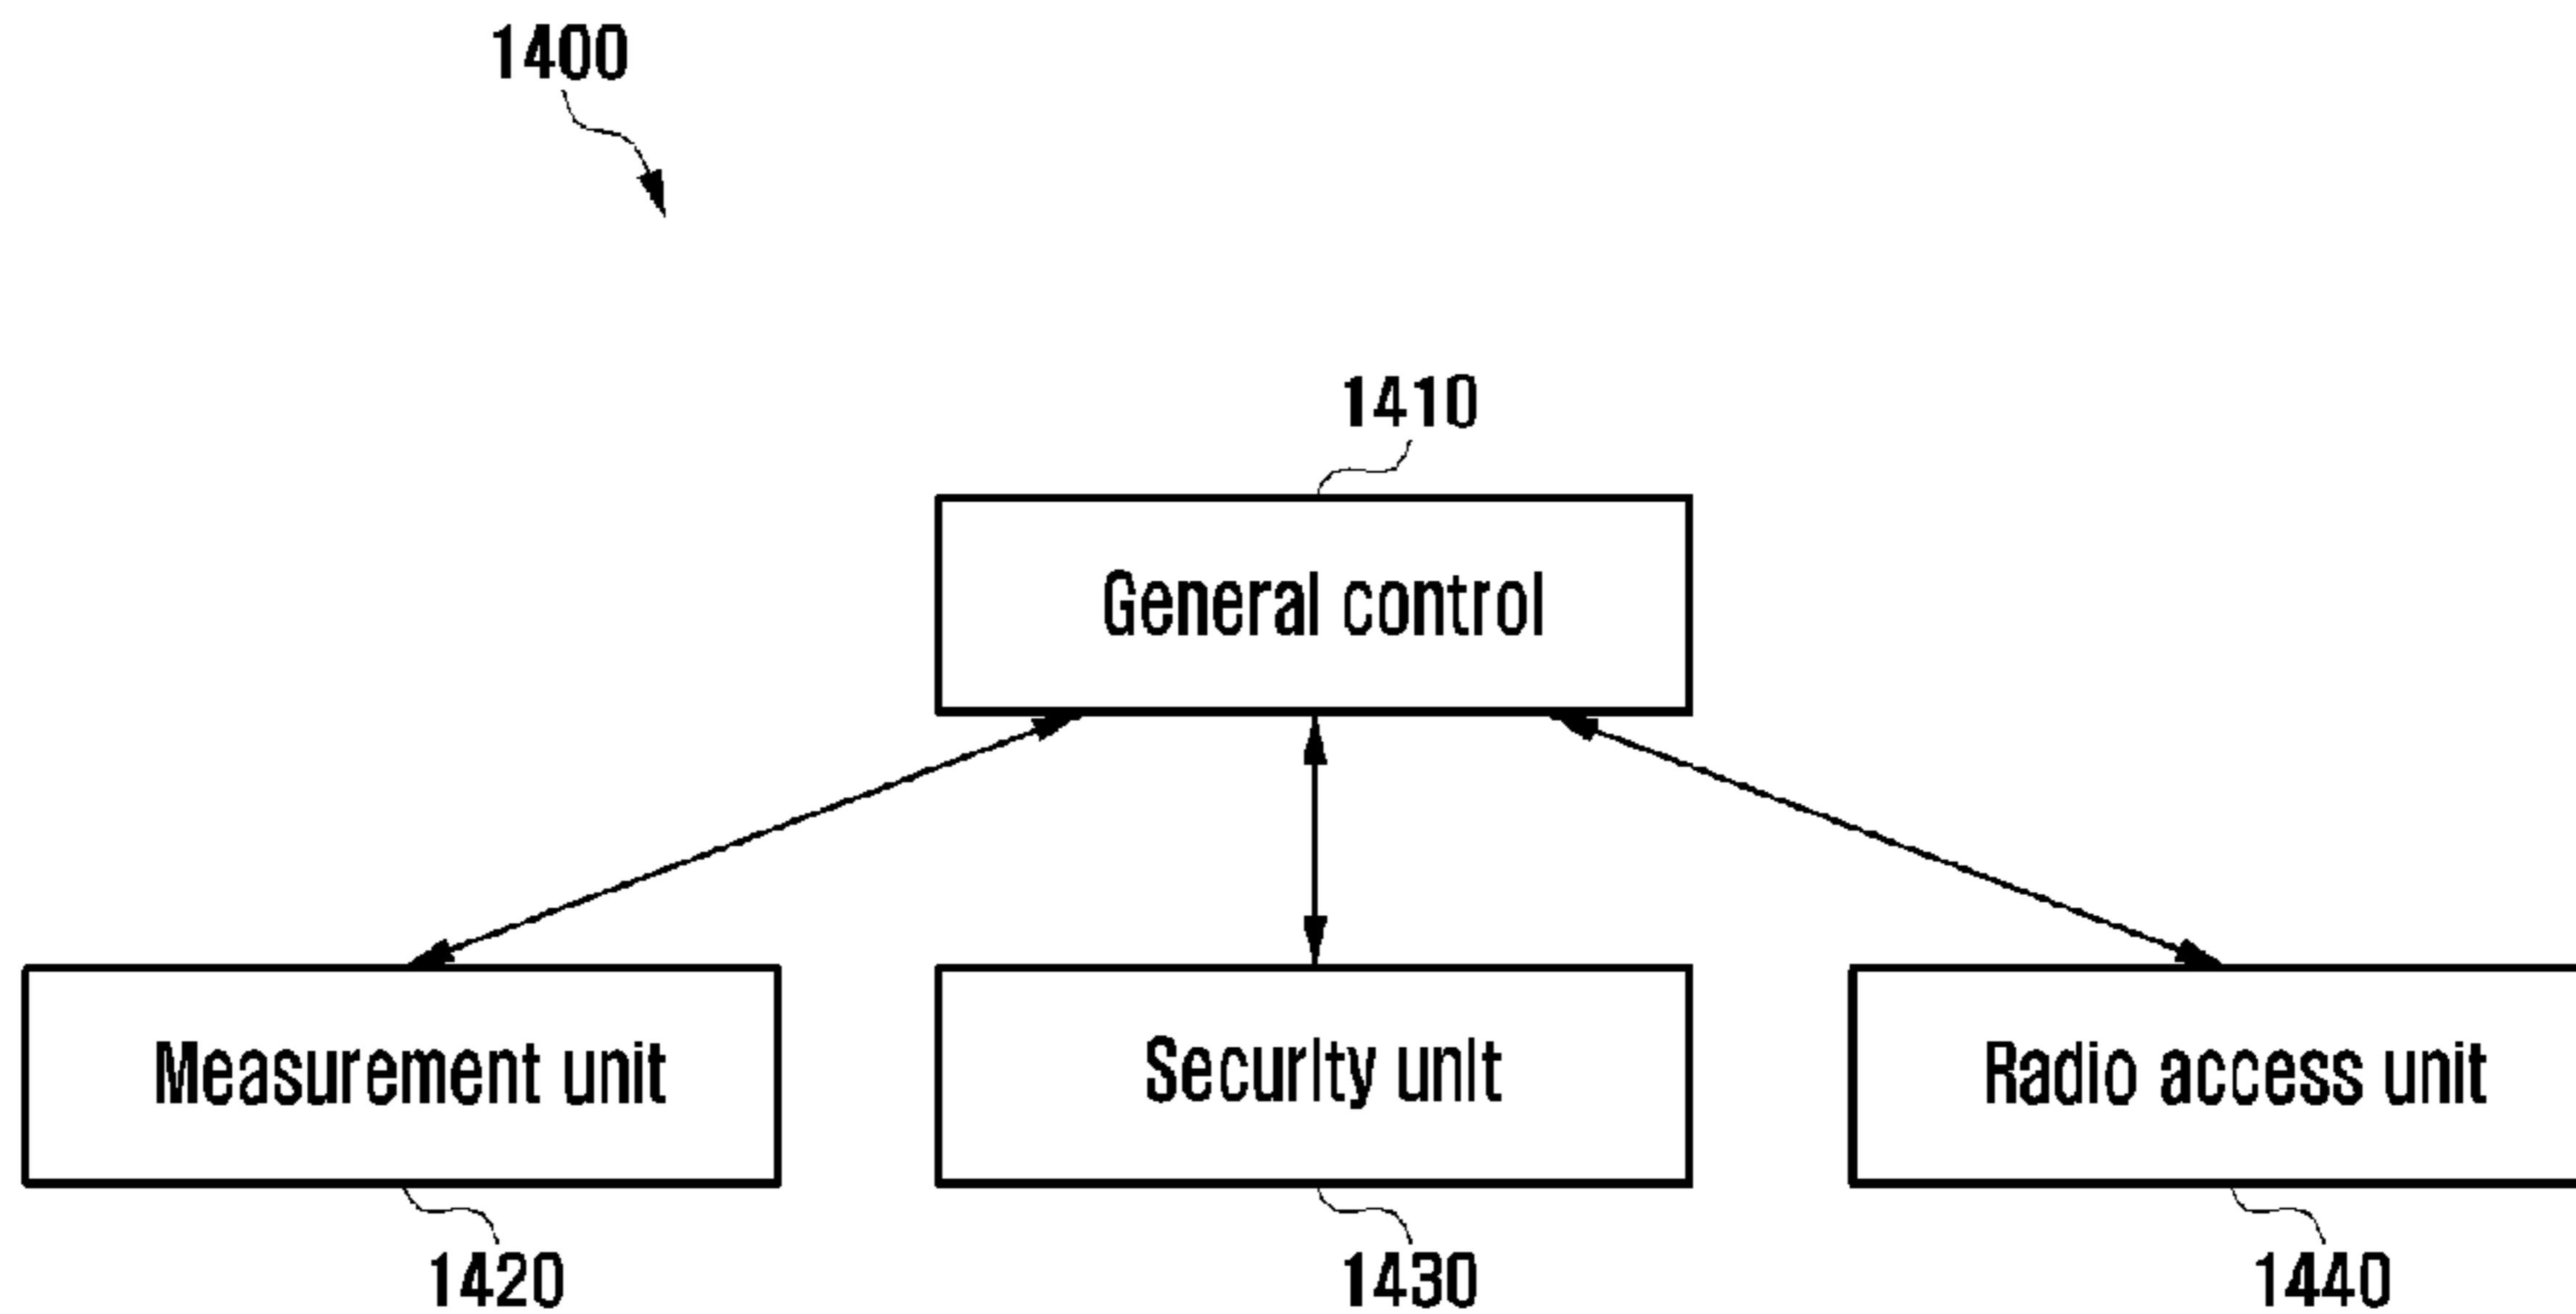 1400
1410
General control
Measurement unit
Security unit
Radio access unit
1420
1430
1440